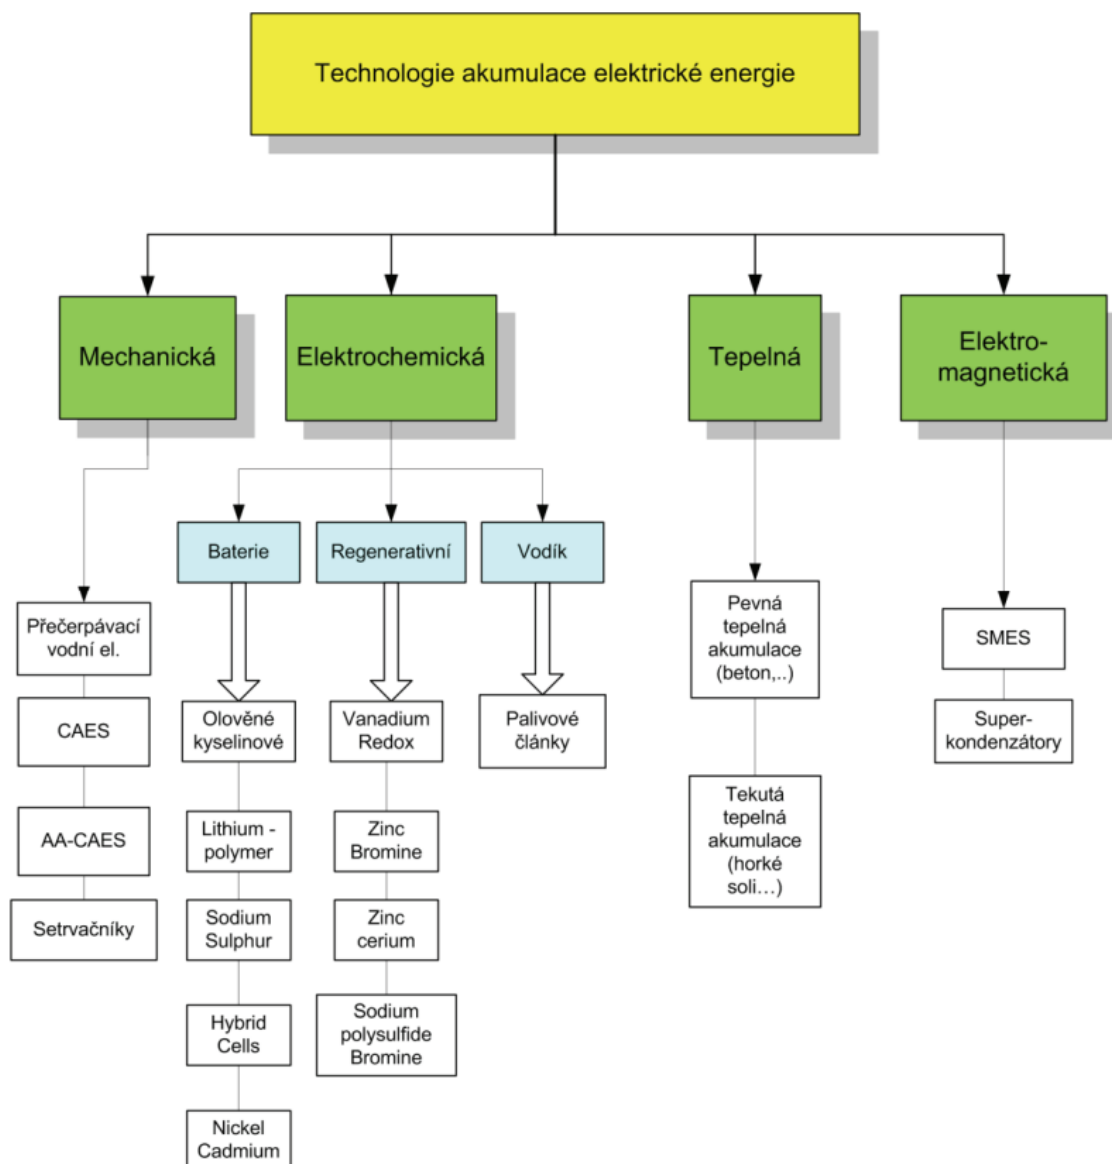 Technologie akumulace elektrické energie
Mechanická
Elektrochemická
Tepelná
Elektro-
magnetická
Baterie
Regenerativní
Vodík
Přečerpávací
vodní el.
CAES
AA-CAES
Setrvačníky
Olověné
kyselinové
Lithium -
polymer
Sodium
Sulphur
Hybrid
Cells
Nickel
Cadmium
Vanadium
Redox
Zinc
Bromine
Zinc
cerium
Sodium
polysulfide
Bromine
Palivové
články
Pevná
tepelná
akumulace
(beton,..)
Tekutá
tepelná
akumulace
(horké
soli...)
SMES
Super-
kondenzátory